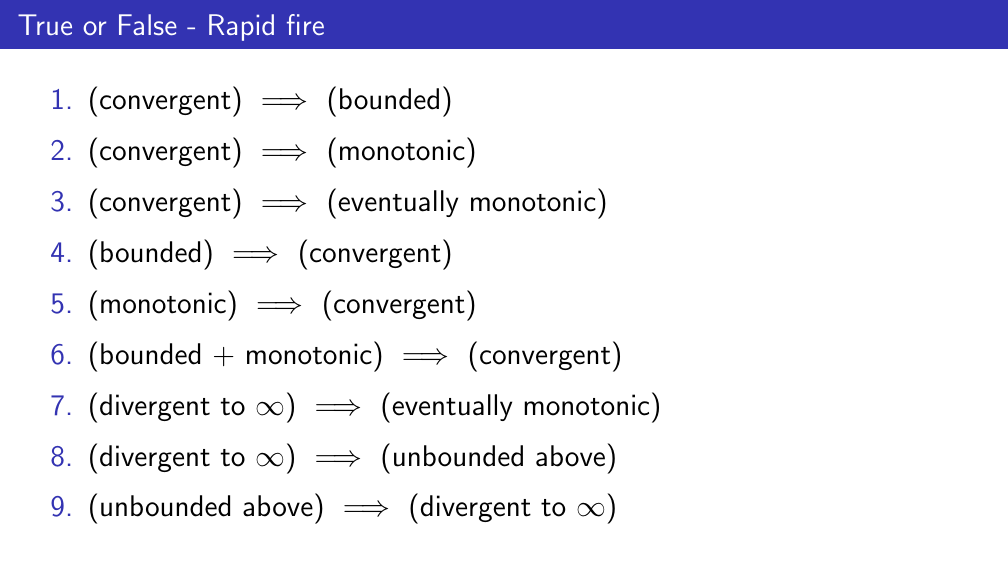 True or False - Rapid fire
1. (convergent) ⟹ (bounded)
2. (convergent) ⟹ (monotonic)
3. (convergent) ⟹ (eventually monotonic)
4. (bounded) ⟹ (convergent)
5. (monotonic) ⟹ (convergent)
6. (bounded + monotonic) ⟹ (convergent)
7. (divergent to ∞) ⟹ (eventually monotonic)
8. (divergent to ∞) ⟹ (unbounded above)
9. (unbounded above) ⟹ (divergent to ∞)